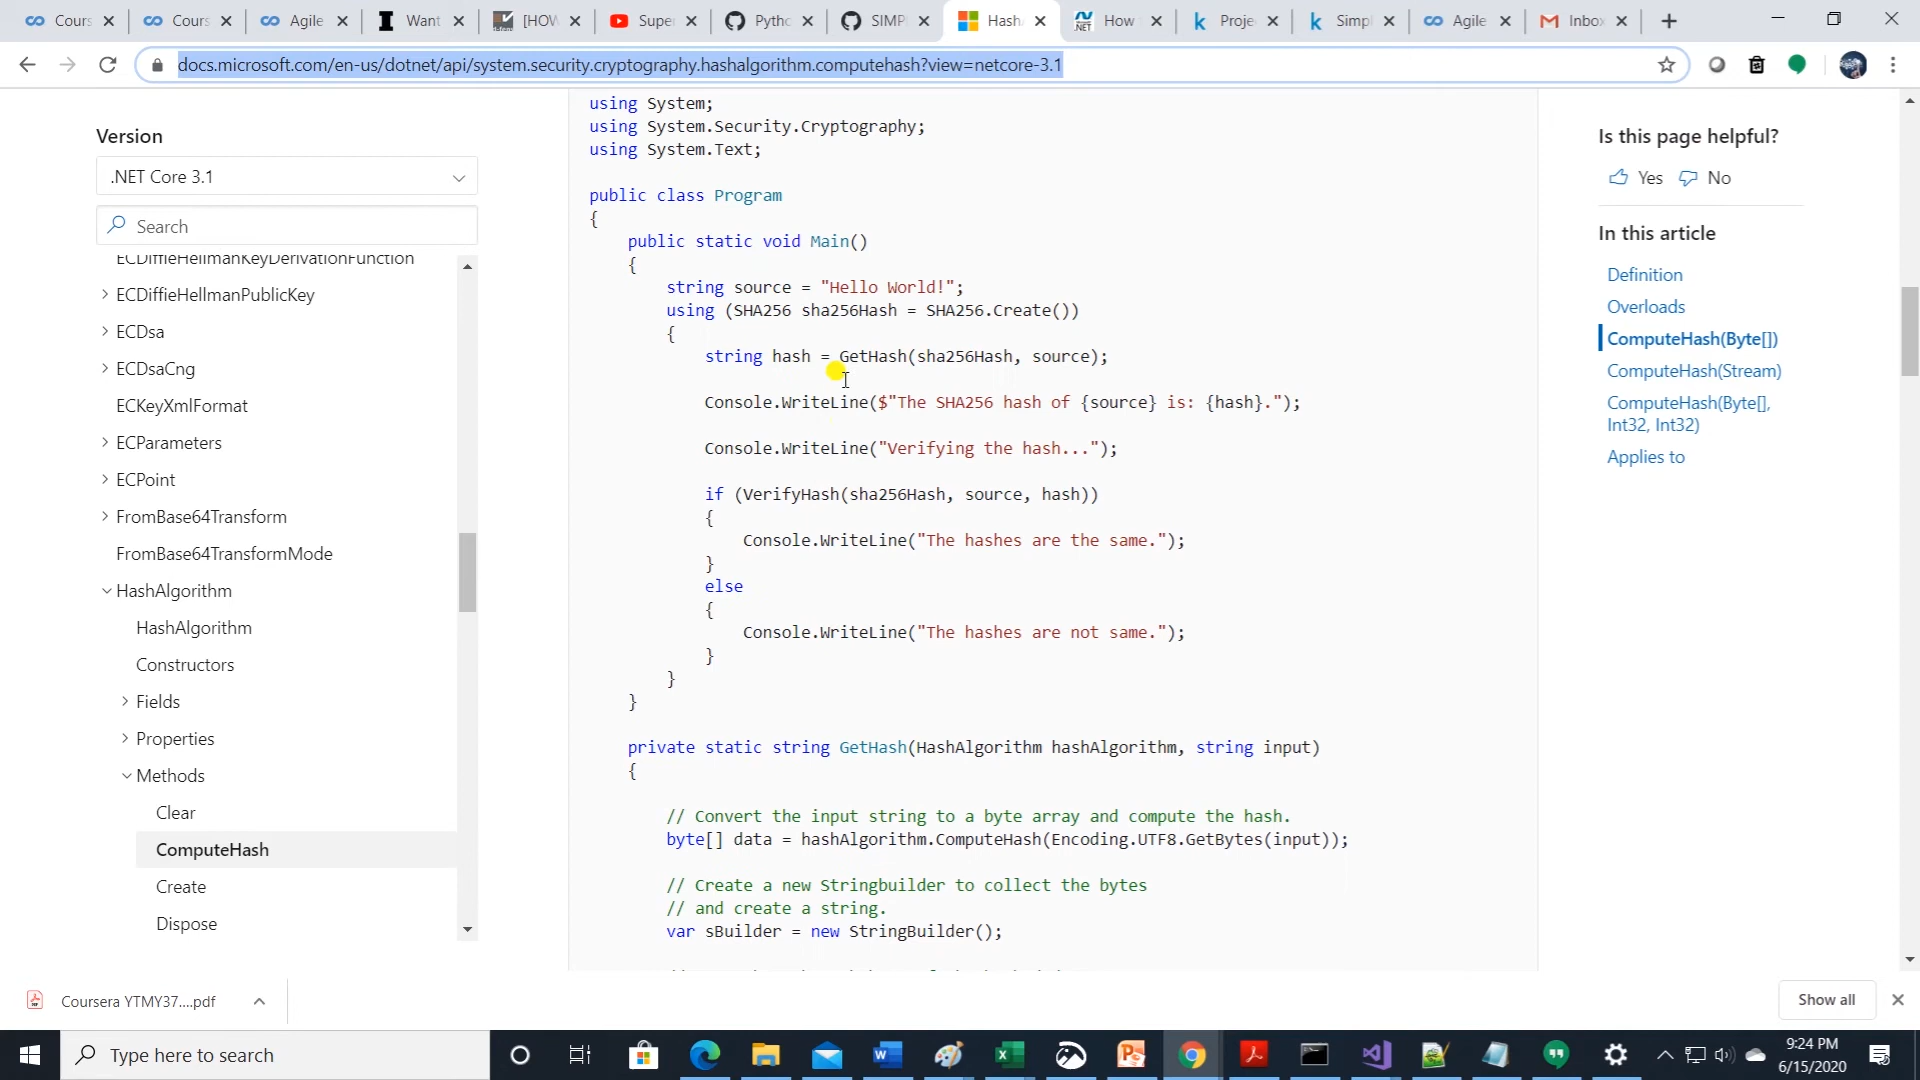 Cours
Cours
Agile
Want
[HOW
Super
Pytho
SIMP
Hash
How
Proje
Simpl
Agile
Inbo
docs.microsoft.com/en-us/dotnet/api/system.security.cryptography.hashalgorithm.computehash?view=netcore-3.1
Version
.NET Core 3.1
Search
ECDiffieHellmanKeyDerivationFunction
ECDiffieHellmanPublicKey
ECDsa
ECDsaCng
ECKeyXmlFormat
ECParameters
ECPoint
FromBase64Transform
FromBase64TransformMode
HashAlgorithm
HashAlgorithm
Constructors
Fields
Properties
Methods
Clear
ComputeHash
Create
Dispose
using System;
using System.Security.Cryptography;
using System.Text;
public class Program
{
public static void Main()
{
string source = "Hello World!";
using (SHA256 sha256Hash = SHA256.Create())
{
string hash = GetHash(sha256Hash, source);
Console.WriteLine($"The SHA256 hash of {source} is: {hash}.");
Console.WriteLine("Verifying the hash...");
if (VerifyHash(sha256Hash, source, hash))
{
Console.WriteLine("The hashes are the same.");
}
else
{
Console.WriteLine("The hashes are not same.");
}
}
}
private static string GetHash(HashAlgorithm hashAlgorithm, string input)
{
// Convert the input string to a byte array and compute the hash.
byte[] data = hashAlgorithm.ComputeHash(Encoding.UTF8.GetBytes(input));
// Create a new Stringbuilder to collect the bytes
// and create a string.
var sBuilder = new StringBuilder();
Is this page helpful?
Yes No
In this article
Definition
Overloads
ComputeHash(Byte[])
ComputeHash(Stream)
ComputeHash(Byte[],
Int32, Int32)
Applies to
Coursera YTMY37....pdf
Show all
Type here to search
9:24 PM
6/15/2020